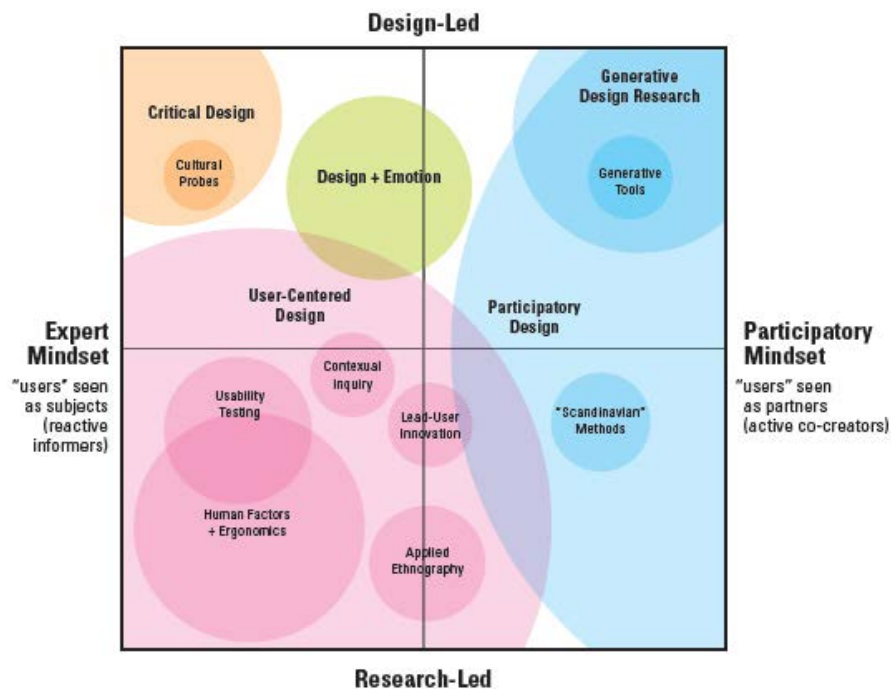 Design-Led
Generative
Design Research
Critical Design
Cultural
Probes
Design + Emotion
Generative
Tools
User-Centered
Design
Participatory
Design
Expert
Mindset
"users" seen
as subjects
(reactive
informers)
Participatory
Mindset
"users" seen
as partners
(active co-creators)
Contexual
Inquiry
Usability
Testing
Lead-User
Innovation
"Scandinavian"
Methods
Human Factors
+ Ergonomics
Applied
Ethnography
Research-Led